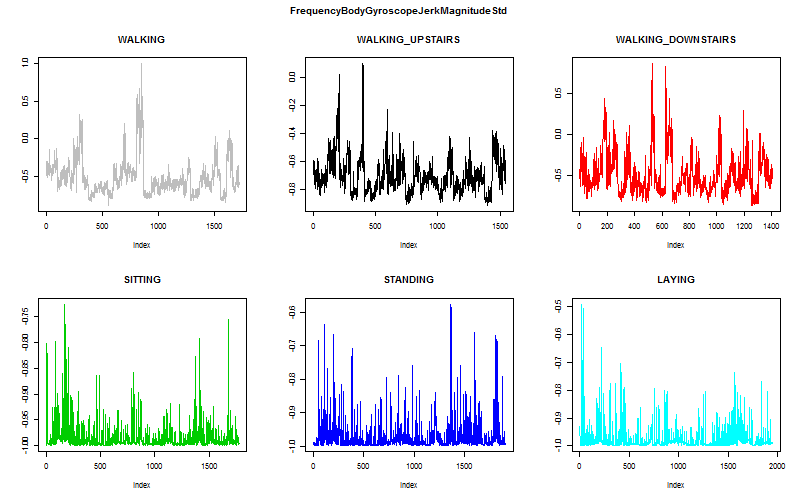 FrequencyBodyGyroscopeJerkMagnitudeStd
WALKING WALKING_UPSTAIRS WALKING_DOWNSTAIRS
1.0 0.5 0.0 -0.5
0 500 1000 1500
Index
0.0 -0.2 -0.4 -0.6 -0.8
0 500 1000 1500
Index
0.5 0.0 -0.5
0 200 400 600 800 1000 1200 1400
Index
SITTING STANDING LAYING
-0.75 -0.80 -0.85 -0.90 -0.95 -1.00
0 500 1000 1500
Index
-0.6 -0.7 -0.8 -0.9 -1.0
0 500 1000 1500
Index
-0.5 -0.6 -0.7 -0.8 -0.9 -1.0
0 500 1000 1500 2000
Index